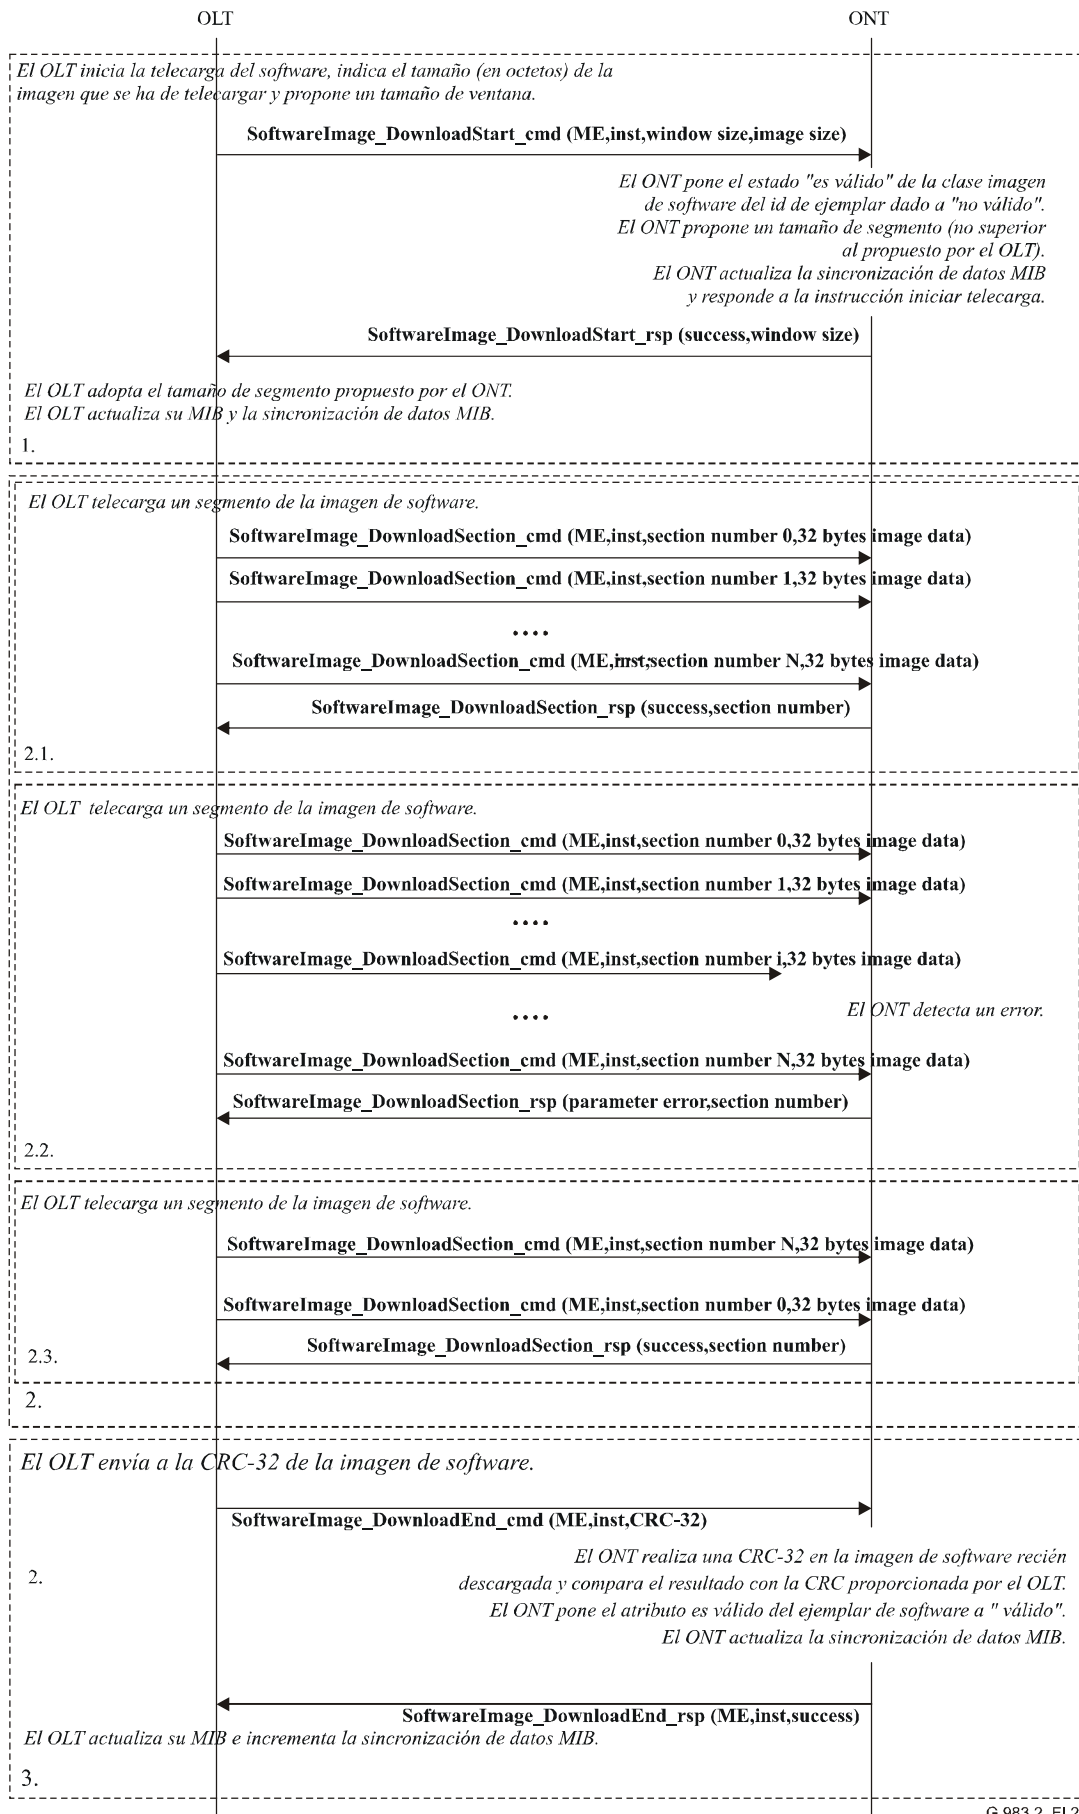 OLT
ONT
El OLT inicia la telecarga del software, indica el tamaño (en octetos) de la
imagen que se ha de telecargar y propone un tamaño de ventana.
SoftwareImage_DownloadStart_cmd (ME,inst,window size,image size)
El ONT pone el estado "es válido" de la clase imagen
de software del id de ejemplar dado a "no válido".
El ONT propone un tamaño de segmento (no superior
al propuesto por el OLT).
El ONT actualiza la sincronización de datos MIB
y responde a la instrucción iniciar telecarga.
SoftwareImage_DownloadStart_rsp (success,window size)
El OLT adopta el tamaño de segmento propuesto por el ONT.
El OLT actualiza su MIB y la sincronización de datos MIB.
1.
El OLT telecarga un segmento de la imagen de software.
SoftwareImage_DownloadSection_cmd (ME,inst,section number 0,32 bytes image data)
SoftwareImage_DownloadSection_cmd (ME,inst,section number 1,32 bytes image data)
....
SoftwareImage_DownloadSection_cmd (ME,inst,section number N,32 bytes image data)
SoftwareImage_DownloadSection_rsp (success,section number)
2.1.
El OLT telecarga un segmento de la imagen de software.
SoftwareImage_DownloadSection_cmd (ME,inst,section number 0,32 bytes image data)
SoftwareImage_DownloadSection_cmd (ME,inst,section number 1,32 bytes image data)
....
SoftwareImage_DownloadSection_cmd (ME,inst,section number i,32 bytes image data)
El ONT detecta un error.
....
SoftwareImage_DownloadSection_cmd (ME,inst,section number N,32 bytes image data)
SoftwareImage_DownloadSection_rsp (parameter error,section number)
2.2.
El OLT telecarga un segmento de la imagen de software.
SoftwareImage_DownloadSection_cmd (ME,inst,section number N,32 bytes image data)
SoftwareImage_DownloadSection_cmd (ME,inst,section number 0,32 bytes image data)
SoftwareImage_DownloadSection_rsp (success,section number)
2.3.
2.
El OLT envía a la CRC-32 de la imagen de software.
SoftwareImage_DownloadEnd_cmd (ME,inst,CRC-32)
El ONT realiza una CRC-32 en la imagen de software recién
2.
descargada y compara el resultado con la CRC proporcionada por el OLT.
El ONT pone el atributo es válido del ejemplar de software a " válido".
El ONT actualiza la sincronización de datos MIB.
SoftwareImage_DownloadEnd_rsp (ME,inst,success)
El OLT actualiza su MIB e incrementa la sincronización de datos MIB.
3.